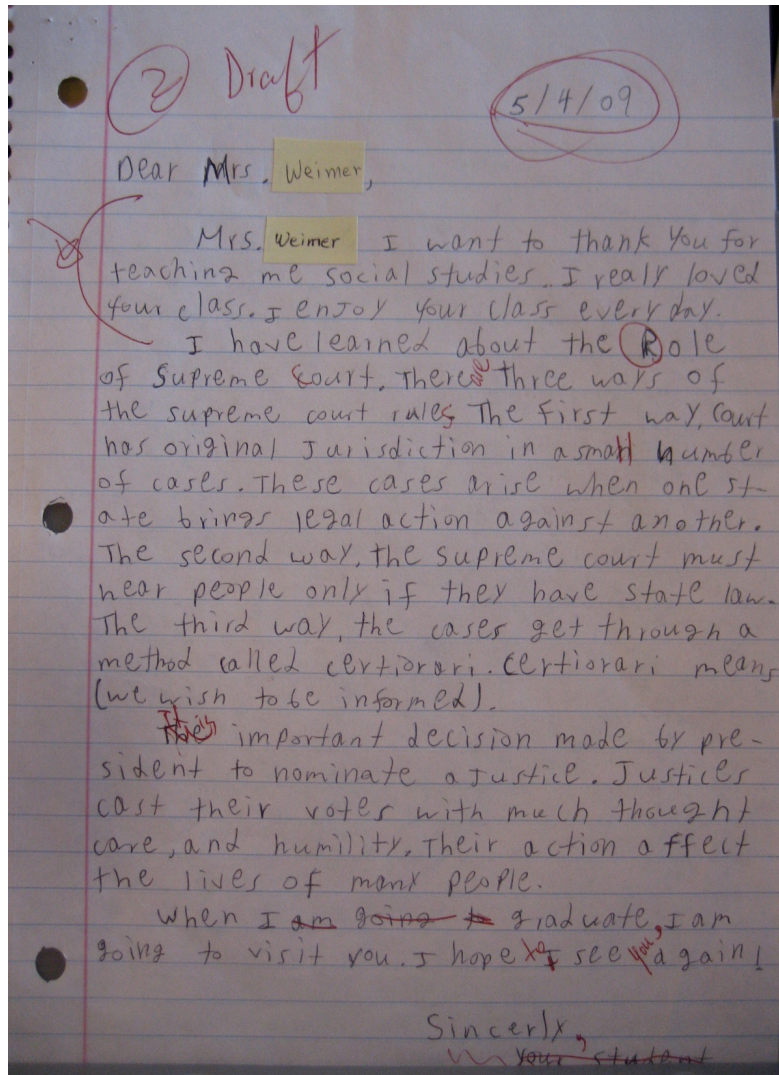 2 Draft
5/4/09
Dear Mrs. Weimer,
Mrs. Weimer I want to thank you for
teaching me social studies. I realy loved
your class. I enjoy your class every day.
I have learned about the Role
of Supreme Court. There are three ways of
the supreme court rules The first way, Court
has original Jurisdiction in a small number
of cases. These cases arise when one st-
ate brings legal action against another.
The second way, the supreme court must
hear people only if they have state law.
The third way, the cases get through a
method called certiorari. Certiorari means
(we wish to be informed).
It is important decision made by pre-
sident to nominate a Justice. Justices
cast their votes with much thought
care, and humility. Their action affect
the lives of many people.
When I am going to graduate, I am
going to visit you. I hope to see you again!
Sincerly,
your student